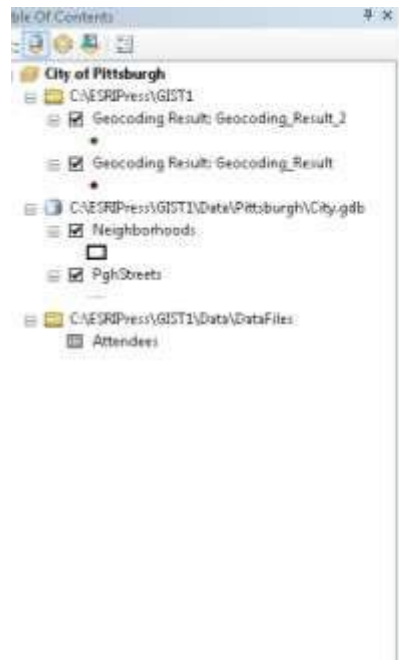 ble Of Contents
City of Pittsburgh
C:\ESRIPress\GIST1
Geocoding Result: Geocoding_Result_2
Geocoding Result: Geocoding_Result
C:\ESRIPress\GIST1\Data\Pittsburgh\City.gdb
Neighborhoods
PghStreets
C:\ESRIPress\GIST1\Data\DataFiles
Attendees